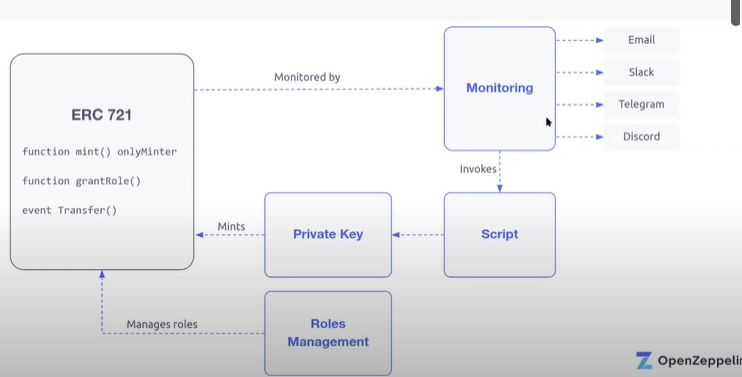 ERC 721
function mint() onlyMinter
function grantRole()
event Transfer()
Monitored by
Monitoring
Email
Slack
Telegram
Discord
Invokes
Mints
Private Key
Script
Manages roles
Roles
Management
OpenZeppelin